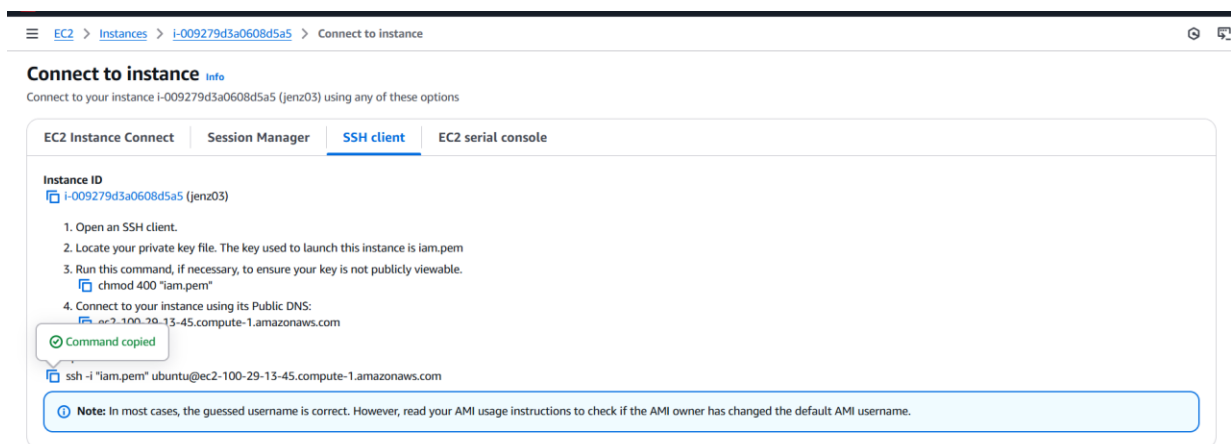 EC2 > Instances > i-009279d3a0608d5a5 > Connect to instance
Connect to instance Info
Connect to your instance i-009279d3a0608d5a5 (jenz03) using any of these options
EC2 Instance Connect Session Manager SSH client EC2 serial console
Instance ID
i-009279d3a0608d5a5 (jenz03)
1. Open an SSH client.
2. Locate your private key file. The key used to launch this instance is iam.pem
3. Run this command, if necessary, to ensure your key is not publicly viewable.
chmod 400 "iam.pem"
4. Connect to your instance using its Public DNS:
ec2-100-29-13-45.compute-1.amazonaws.com
Command copied
ssh -i "iam.pem" ubuntu@ec2-100-29-13-45.compute-1.amazonaws.com
Note: In most cases, the guessed username is correct. However, read your AMI usage instructions to check if the AMI owner has changed the default AMI username.